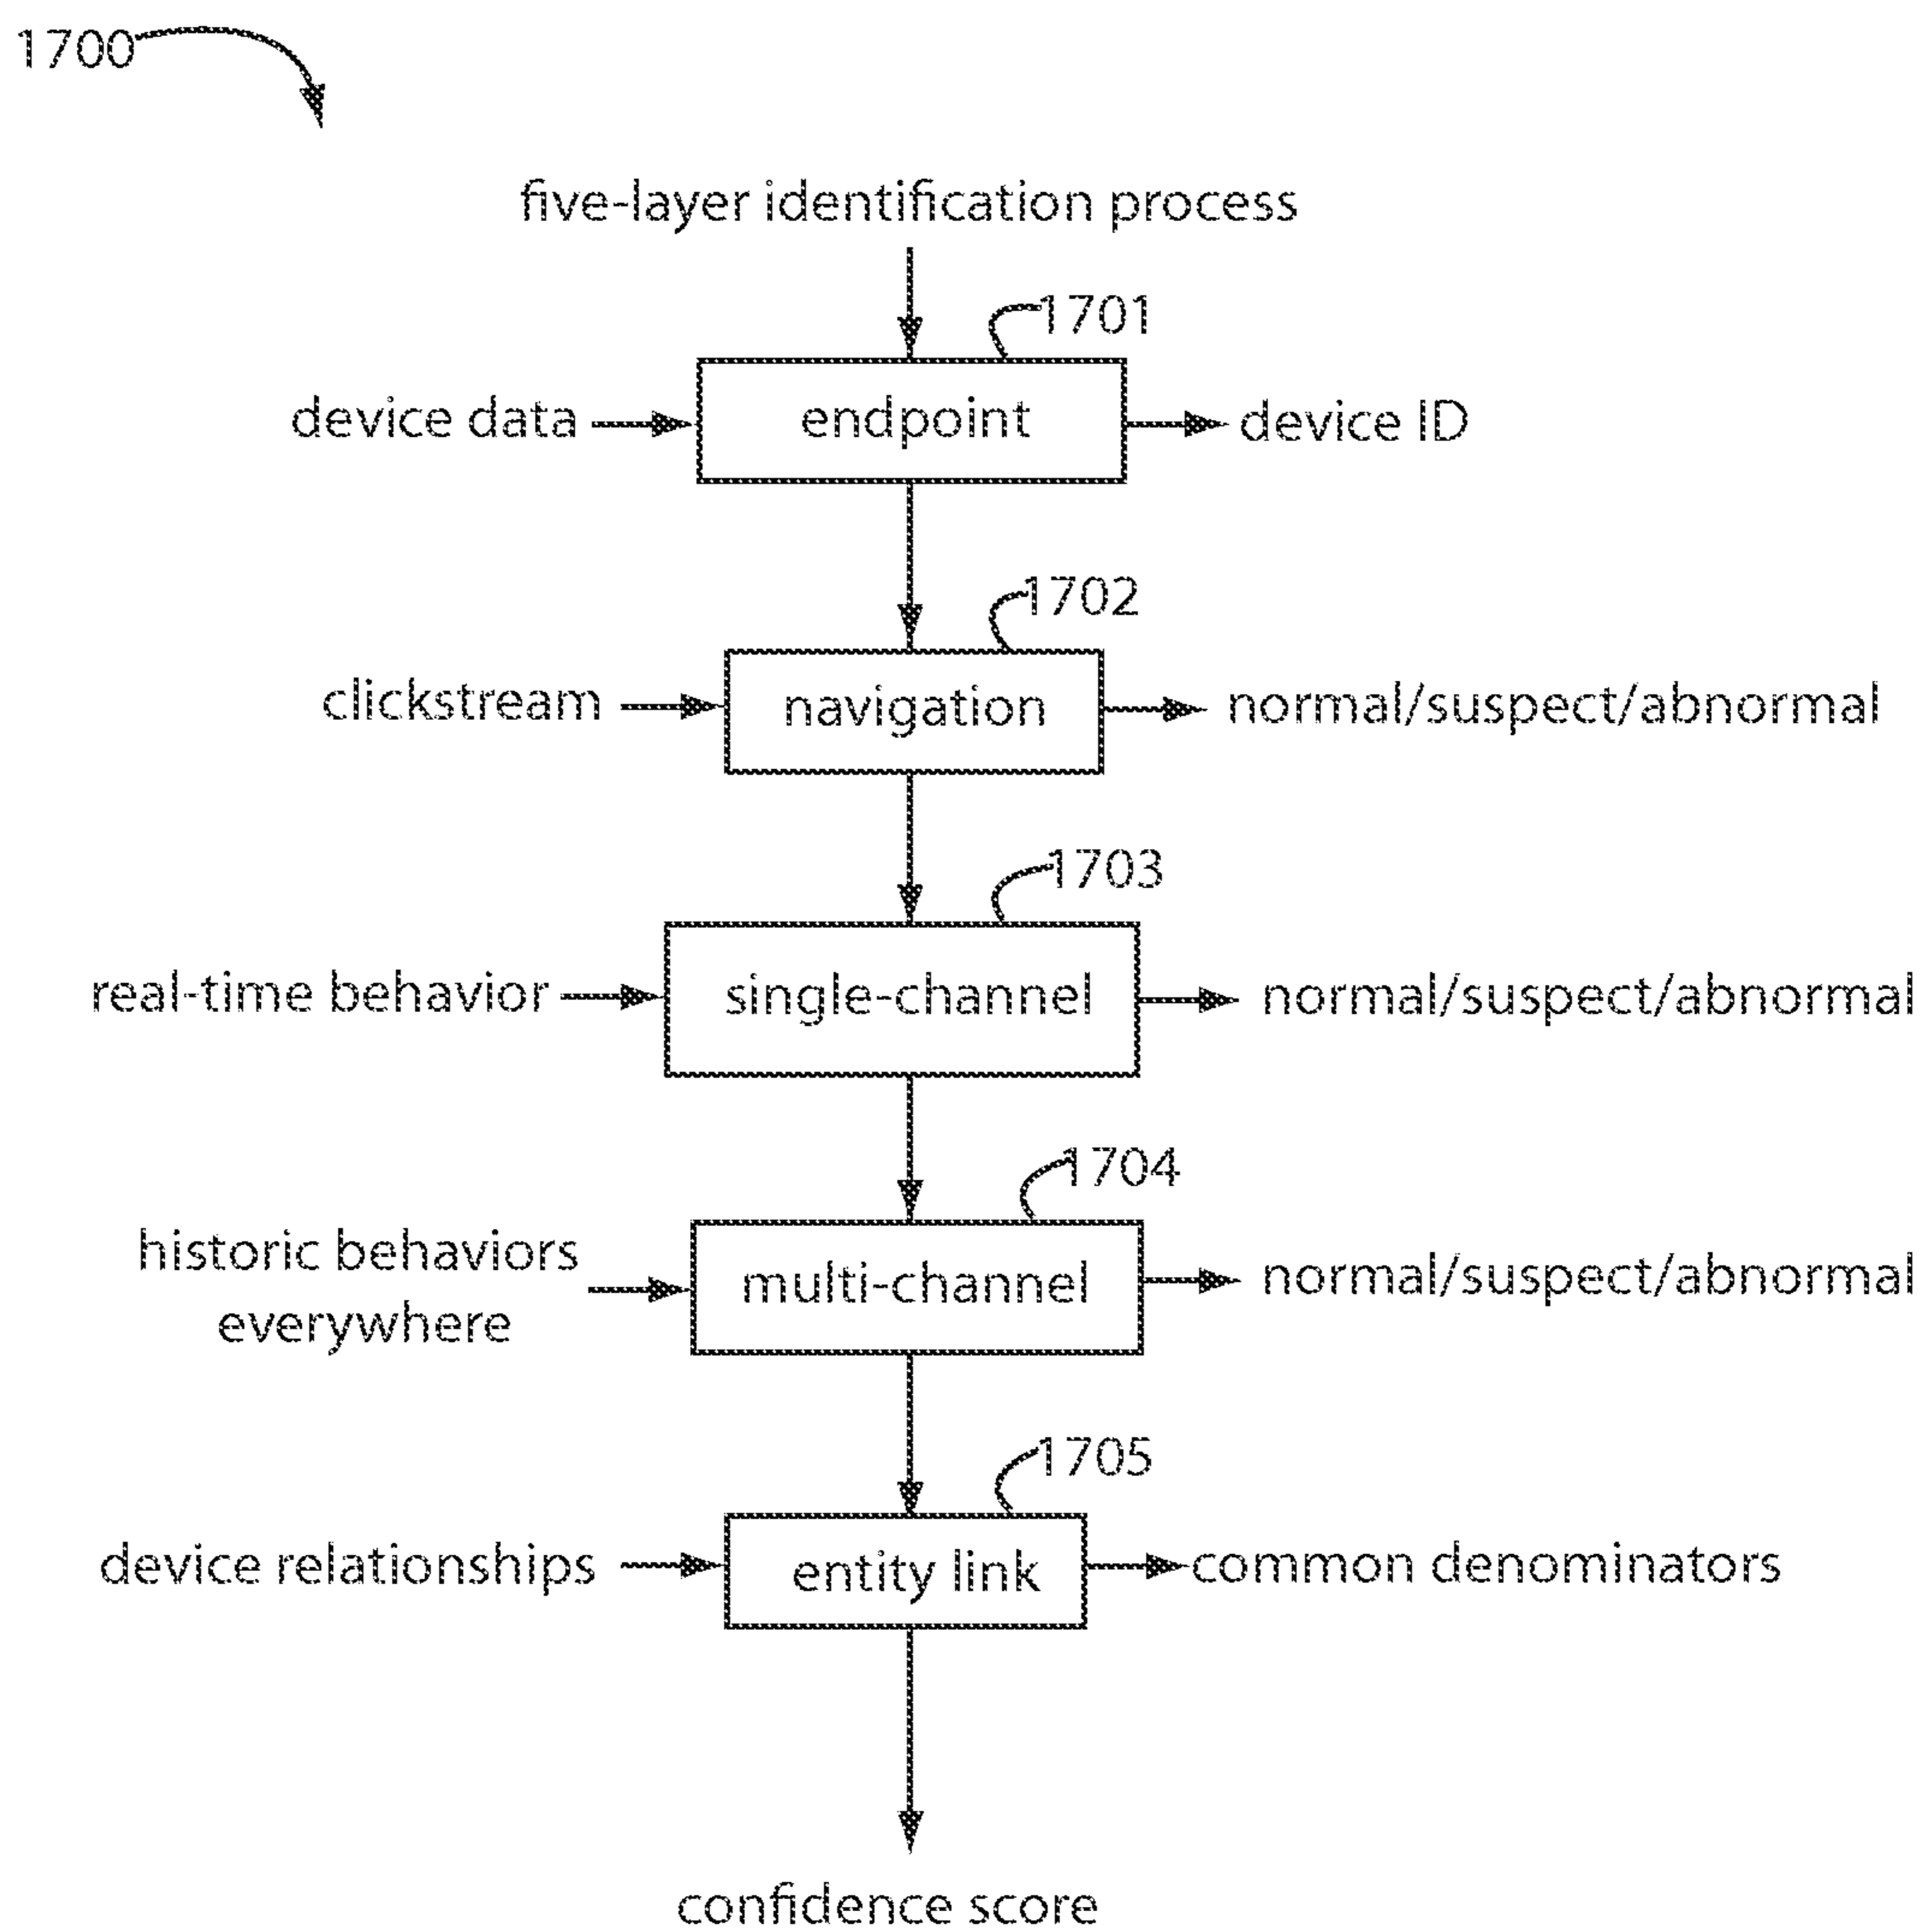 1700
five-layer identification process
1701
device data
endpoint
device ID
1702
clickstream
navigation
normal/suspect/abnormal
1703
real-time behavior
single-channel
normal/suspect/abnormal
1704
historic behaviors
everywhere
multi-channel
normal/suspect/abnormal
1705
device relationships
entity link
common denominators
confidence score